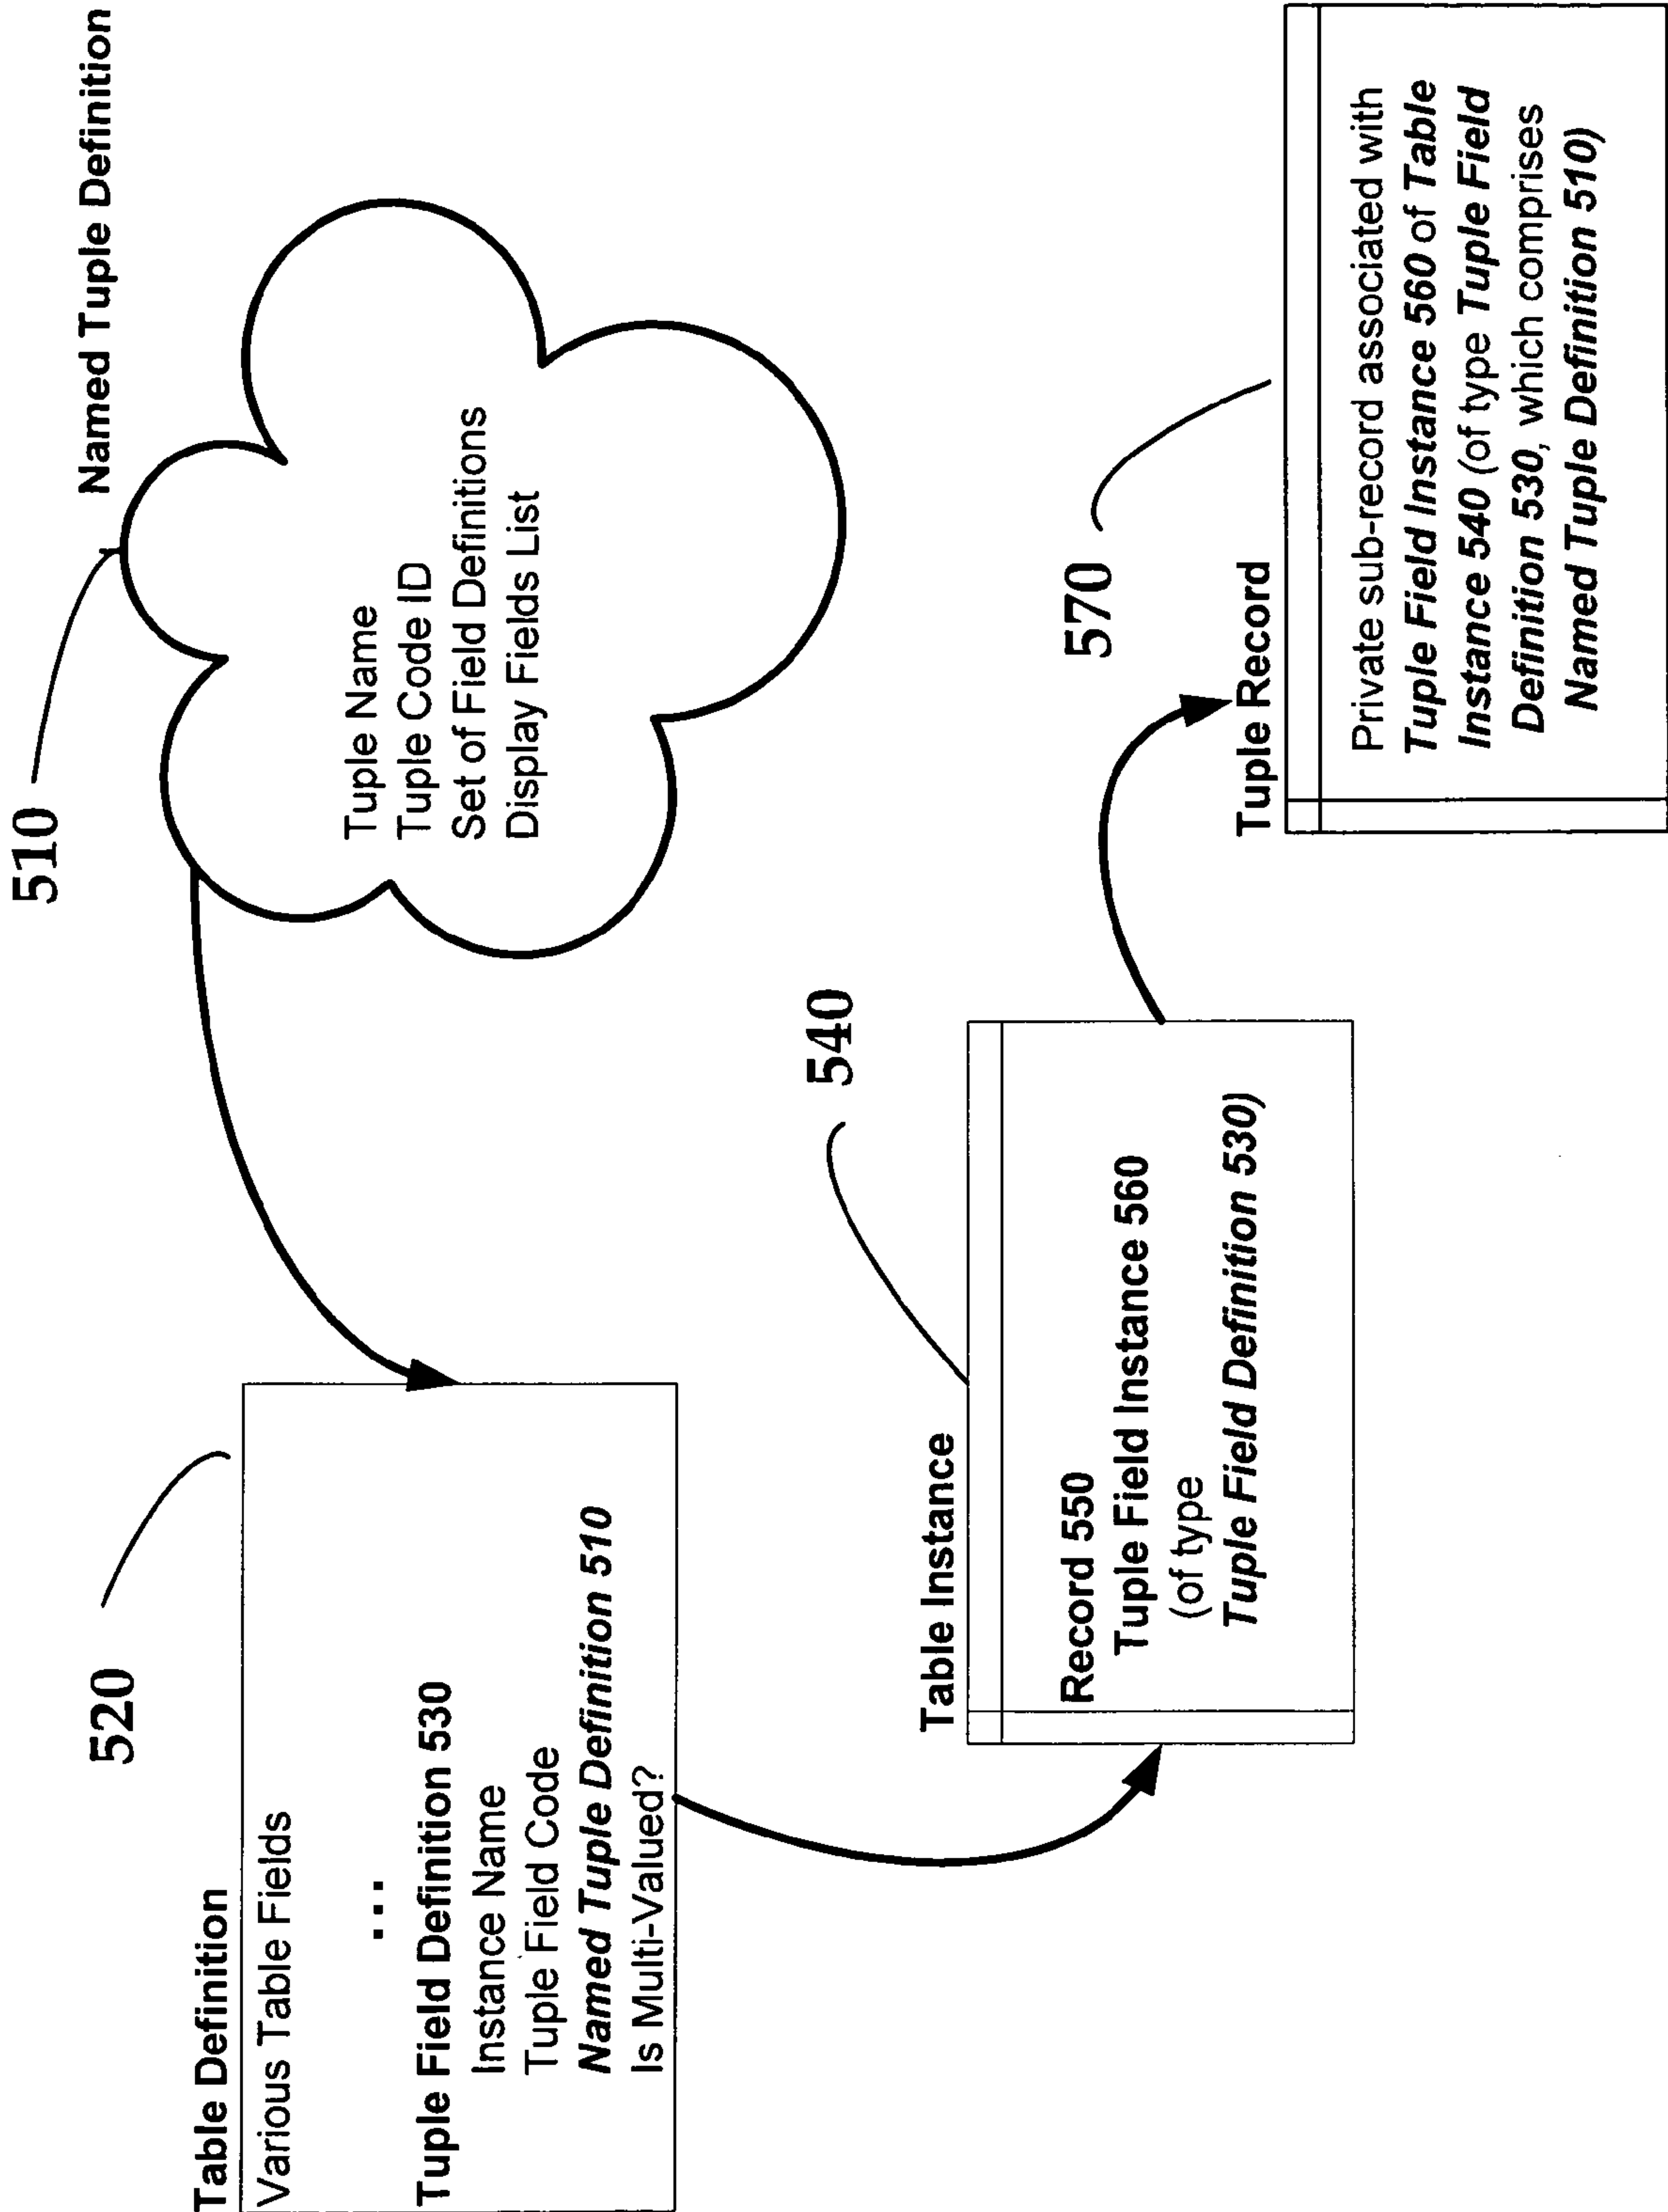 510
Named Tuple Definition
Tuple Name
Tuple Code ID
Set of Field Definitions
Display Fields List
520
Table Definition
Various Table Fields
...
Tuple Field Definition 530
Instance Name
Tuple Field Code
Named Tuple Definition 510
Is Multi-Valued?
540
Table Instance
Record 550
Tuple Field Instance 560
(of type
Tuple Field Definition 530)
570
Tuple Record
Private sub-record associated with
Tuple Field Instance 560 of Table
Instance 540 (of type Tuple Field
Definition 530, which comprises
Named Tuple Definition 510)